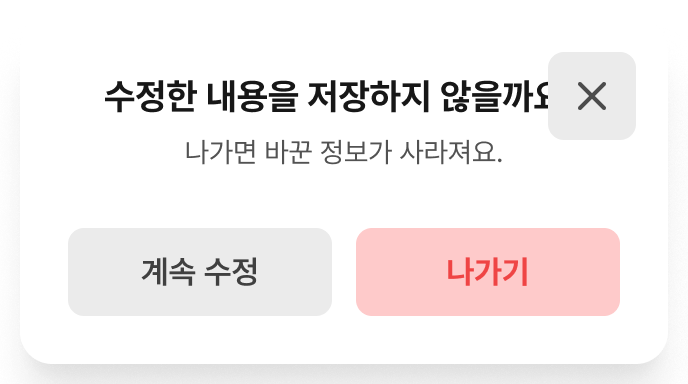 수정한 내용을 저장하지 않을까요
나가면 바꾼 정보가 사라져요.
계속 수정
나가기